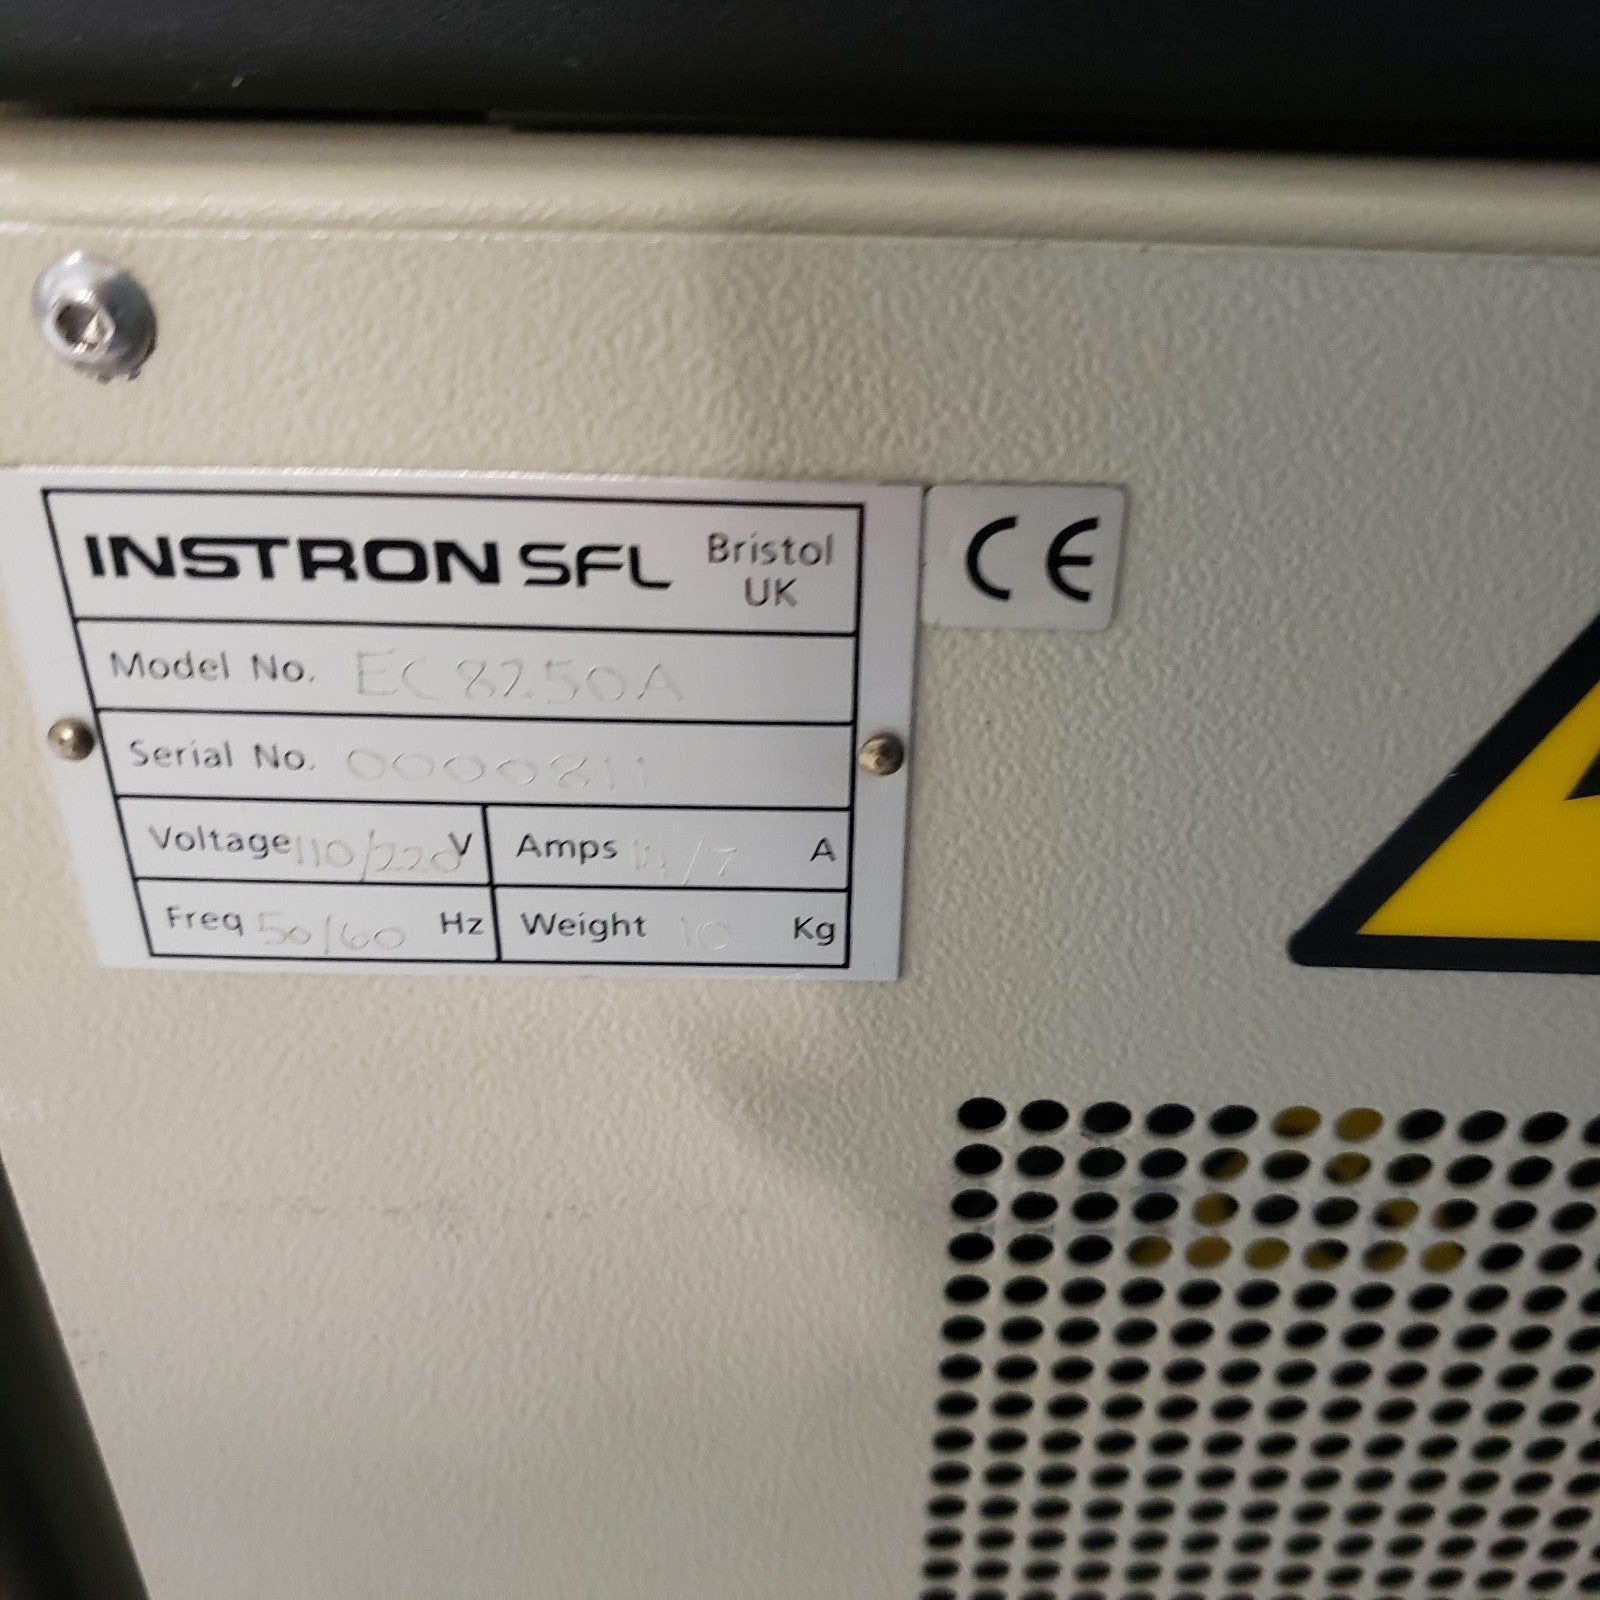 INSTRON SFL Bristol UK
CE
Model No. EC8250A
Serial No. 0000811
Voltage 110/220 V Amps /7 A
Freq 50/60 Hz Weight 10 Kg